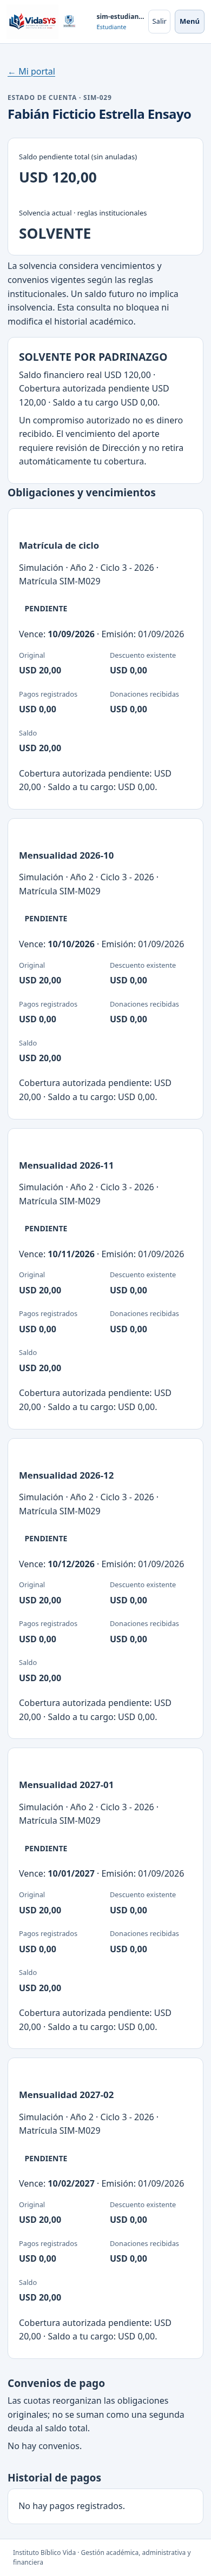 VidaSYS
sim-estudian...
Estudiante
Salir
Menú
← Mi portal
ESTADO DE CUENTA · SIM-029
Fabián Ficticio Estrella Ensayo
Saldo pendiente total (sin anuladas)
USD 120,00
Solvencia actual · reglas institucionales
SOLVENTE
La solvencia considera vencimientos y
convenios vigentes según las reglas
institucionales. Un saldo futuro no implica
insolvencia. Esta consulta no bloquea ni
modifica el historial académico.
SOLVENTE POR PADRINAZGO
Saldo financiero real USD 120,00 ·
Cobertura autorizada pendiente USD
120,00 · Saldo a tu cargo USD 0,00.
Un compromiso autorizado no es dinero
recibido. El vencimiento del aporte
requiere revisión de Dirección y no retira
automáticamente tu cobertura.
Obligaciones y vencimientos
Matrícula de ciclo
Simulación · Año 2 · Ciclo 3 - 2026 ·
Matrícula SIM-M029
PENDIENTE
Vence: 10/09/2026 · Emisión: 01/09/2026
Original
Descuento existente
USD 20,00
USD 0,00
Pagos registrados
Donaciones recibidas
USD 0,00
USD 0,00
Saldo
USD 20,00
Cobertura autorizada pendiente: USD
20,00 · Saldo a tu cargo: USD 0,00.
Mensualidad 2026-10
Simulación · Año 2 · Ciclo 3 - 2026 ·
Matrícula SIM-M029
PENDIENTE
Vence: 10/10/2026 · Emisión: 01/09/2026
Original
Descuento existente
USD 20,00
USD 0,00
Pagos registrados
Donaciones recibidas
USD 0,00
USD 0,00
Saldo
USD 20,00
Cobertura autorizada pendiente: USD
20,00 · Saldo a tu cargo: USD 0,00.
Mensualidad 2026-11
Simulación · Año 2 · Ciclo 3 - 2026 ·
Matrícula SIM-M029
PENDIENTE
Vence: 10/11/2026 · Emisión: 01/09/2026
Original
Descuento existente
USD 20,00
USD 0,00
Pagos registrados
Donaciones recibidas
USD 0,00
USD 0,00
Saldo
USD 20,00
Cobertura autorizada pendiente: USD
20,00 · Saldo a tu cargo: USD 0,00.
Mensualidad 2026-12
Simulación · Año 2 · Ciclo 3 - 2026 ·
Matrícula SIM-M029
PENDIENTE
Vence: 10/12/2026 · Emisión: 01/09/2026
Original
Descuento existente
USD 20,00
USD 0,00
Pagos registrados
Donaciones recibidas
USD 0,00
USD 0,00
Saldo
USD 20,00
Cobertura autorizada pendiente: USD
20,00 · Saldo a tu cargo: USD 0,00.
Mensualidad 2027-01
Simulación · Año 2 · Ciclo 3 - 2026 ·
Matrícula SIM-M029
PENDIENTE
Vence: 10/01/2027 · Emisión: 01/09/2026
Original
Descuento existente
USD 20,00
USD 0,00
Pagos registrados
Donaciones recibidas
USD 0,00
USD 0,00
Saldo
USD 20,00
Cobertura autorizada pendiente: USD
20,00 · Saldo a tu cargo: USD 0,00.
Mensualidad 2027-02
Simulación · Año 2 · Ciclo 3 - 2026 ·
Matrícula SIM-M029
PENDIENTE
Vence: 10/02/2027 · Emisión: 01/09/2026
Original
Descuento existente
USD 20,00
USD 0,00
Pagos registrados
Donaciones recibidas
USD 0,00
USD 0,00
Saldo
USD 20,00
Cobertura autorizada pendiente: USD
20,00 · Saldo a tu cargo: USD 0,00.
Convenios de pago
Las cuotas reorganizan las obligaciones
originales; no se suman como una segunda
deuda al saldo total.
No hay convenios.
Historial de pagos
No hay pagos registrados.
Instituto Bíblico Vida · Gestión académica, administrativa y
financiera